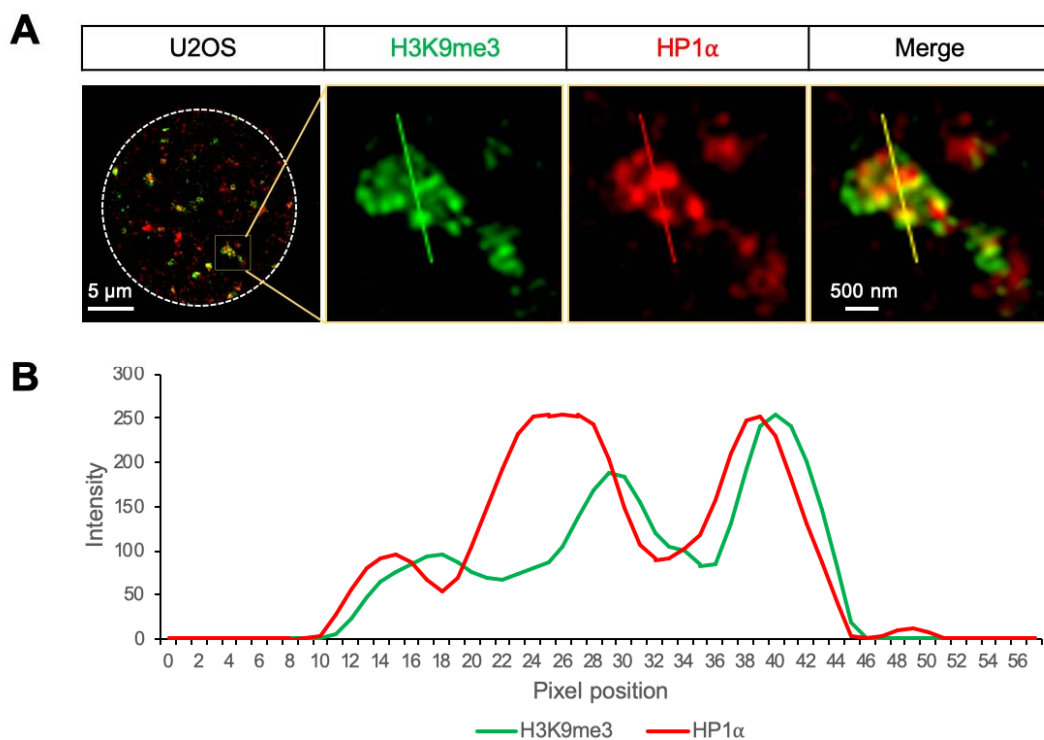 A
U2OS H3K9me3 HP1α Merge
5 μm 500 nm
B
300
250
200
150
100
50
0
Intensity
0 2 4 6 8 10 12 14 16 18 20 22 24 26 28 30 32 34 36 38 40 42 44 46 48 50 52 54 56
Pixel position
H3K9me3 HP1α